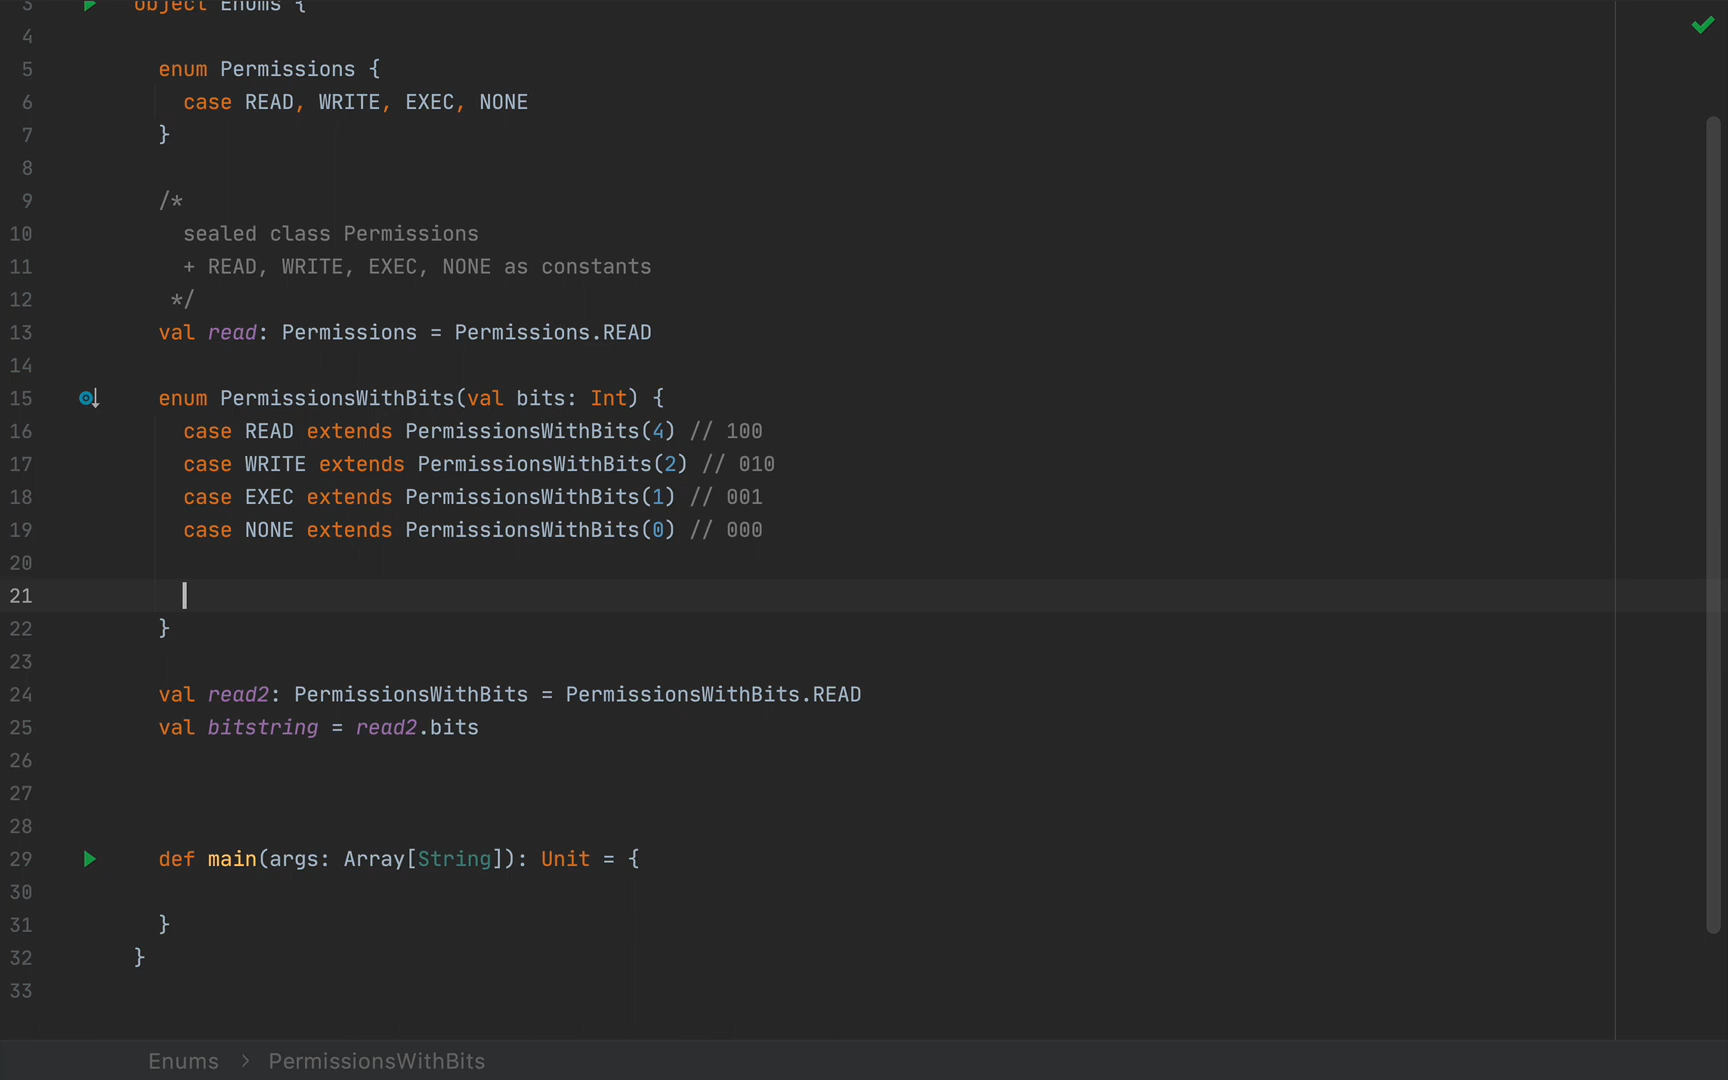 3 object Enums {
4
5 enum Permissions {
6 case READ, WRITE, EXEC, NONE
7 }
8
9 /*
10 sealed class Permissions
11 + READ, WRITE, EXEC, NONE as constants
12 */
13 val read: Permissions = Permissions.READ
14
15 enum PermissionsWithBits(val bits: Int) {
16 case READ extends PermissionsWithBits(4) // 100
17 case WRITE extends PermissionsWithBits(2) // 010
18 case EXEC extends PermissionsWithBits(1) // 001
19 case NONE extends PermissionsWithBits(0) // 000
20
21
22 }
23
24 val read2: PermissionsWithBits = PermissionsWithBits.READ
25 val bitstring = read2.bits
26
27
28
29 def main(args: Array[String]): Unit = {
30
31 }
32 }
33
Enums > PermissionsWithBits